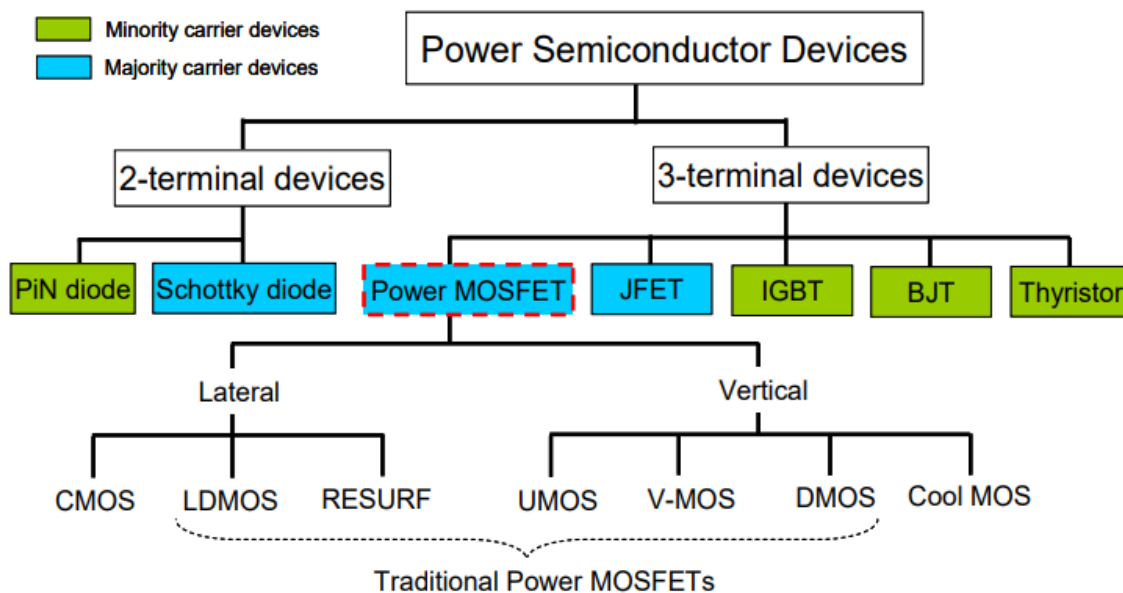 Minority carrier devices
Majority carrier devices
Power Semiconductor Devices
2-terminal devices
3-terminal devices
PiN diode
Schottky diode
Power MOSFET
JFET
IGBT
BJT
Thyristor
Lateral
Vertical
CMOS
LDMOS
RESURF
UMOS
V-MOS
DMOS
Cool MOS
Traditional Power MOSFETs